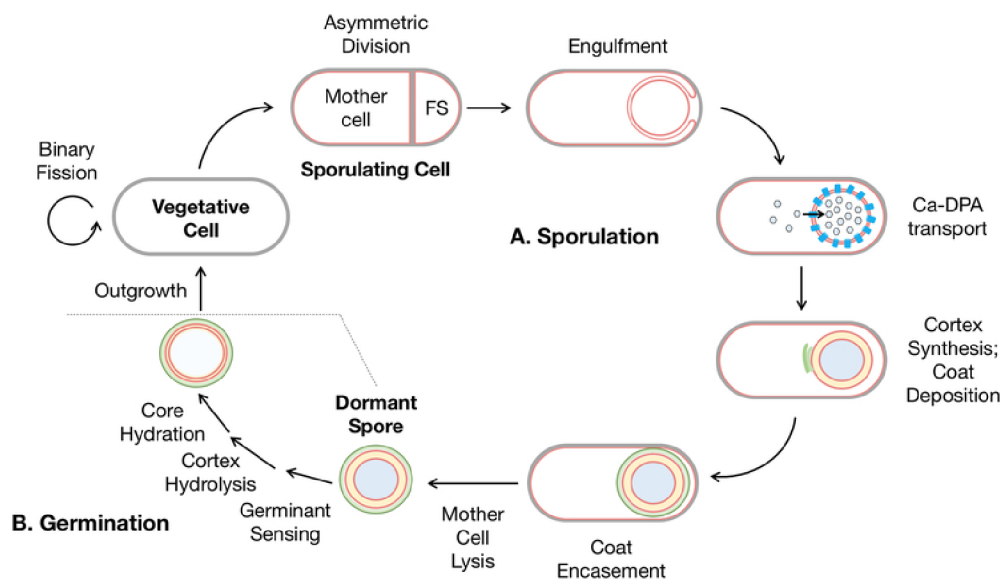 Asymmetric
Division
Engulfment
Mother
cell
FS
Sporulating Cell
Binary
Fission
Vegetative
Cell
A. Sporulation
Ca-DPA
transport
Outgrowth
Cortex
Synthesis;
Coat
Deposition
Dormant
Spore
Core
Hydration
Cortex
Hydrolysis
Germinant
Sensing
B. Germination
Mother
Cell
Lysis
Coat
Encasement